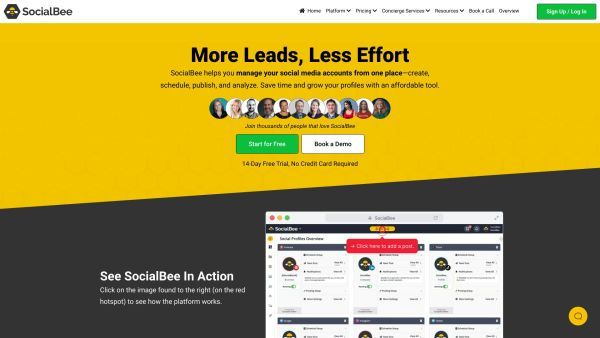 SocialBee
Home Platform Pricing Concierge Services Resources Book a Call Overview
Sign Up / Log In
More Leads, Less Effort
SocialBee helps you manage your social media accounts from one place—create,
schedule, publish, and analyze. Save time and grow your profiles with an affordable tool.
Join thousands of people that love SocialBee
Start for Free
Book a Demo
14-Day Free Trial, No Credit Card Required
SocialBee
SocialBee
→ Click here to add a post.
Social Profiles Overview
See SocialBee In Action
Click on the image found to the right (on the red
hotspot) to see how the platform works.